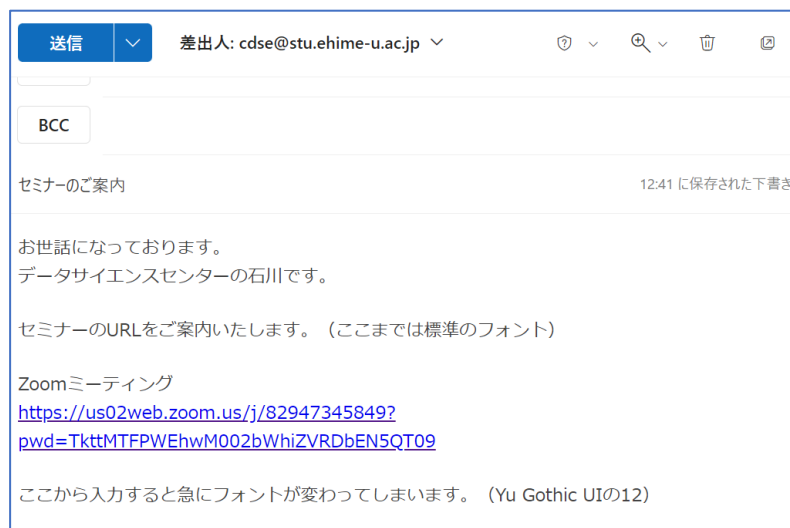 送信
差出人: cdse@stu.ehime-u.ac.jp
BCC
セミナーのご案内
12:41 に保存された下書き
お世話になっております。
データサイエンスセンターの石川です。
セミナーのURLをご案内いたします。（ここまでは標準のフォント）
Zoomミーティング
https://us02web.zoom.us/j/82947345849?
pwd=TkttMTFPWEhwM002bWhiZVRDbEN5QT09
ここから入力すると急にフォントが変わってしまいます。（Yu Gothic UIの12）